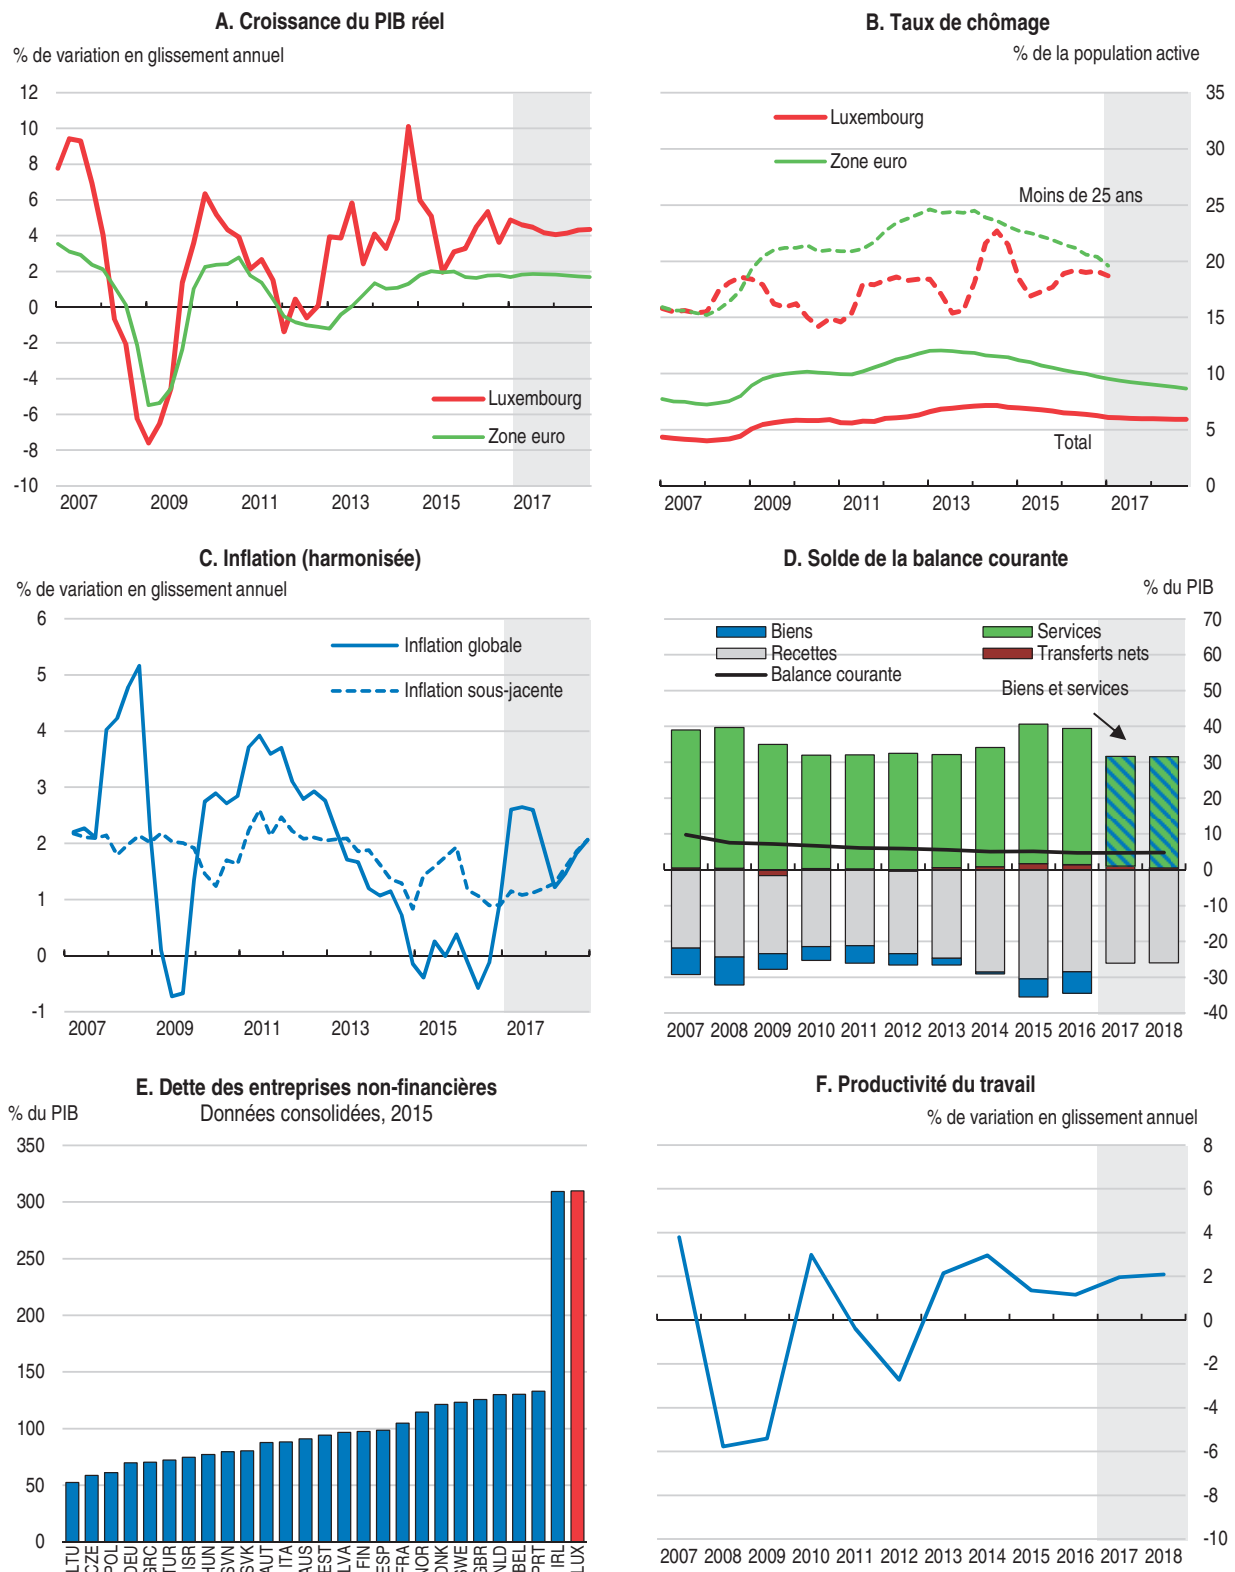 A. Croissance du PIB réel
% de variation en glissement annuel
12
10
8
6
4
2
0
-2
-4
-6
-8
-10
Luxembourg
Zone euro
2007 2009 2011 2013 2015 2017
B. Taux de chômage
% de la population active
35
30
25
20
15
10
5
0
Luxembourg
Zone euro
Moins de 25 ans
Total
2007 2009 2011 2013 2015 2017
C. Inflation (harmonisée)
% de variation en glissement annuel
6
5
4
3
2
1
0
-1
Inflation globale
Inflation sous-jacente
2007 2009 2011 2013 2015 2017
D. Solde de la balance courante
% du PIB
70
60
50
40
30
20
10
0
-10
-20
-30
-40
Biens
Services
Recettes
Transferts nets
Balance courante
Biens et services
2007 2008 2009 2010 2011 2012 2013 2014 2015 2016 2017 2018
E. Dette des entreprises non-financières
Données consolidées, 2015
% du PIB
350
300
250
200
150
100
50
0
LTU CZE POL DEU GRC TUR ISR HUN SVN SVK AUT ITA AUS EST LVA FIN ESP FRA NOR DNK SWE GBR NLD BEL PRT IRL LUX
F. Productivité du travail
% de variation en glissement annuel
8
6
4
2
0
-2
-4
-6
-8
-10
2007 2008 2009 2010 2011 2012 2013 2014 2015 2016 2017 2018